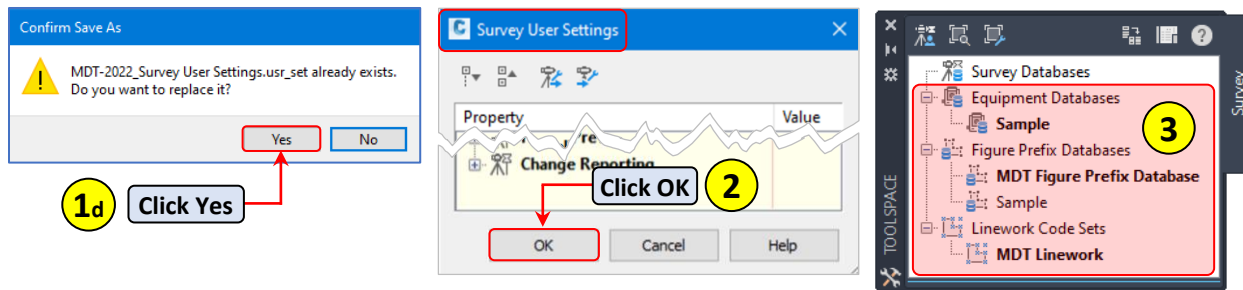 Confirm Save As
MDT-2022_Survey User Settings.usr_set already exists.
Do you want to replace it?
Yes
No
1d
Click Yes
Survey User Settings
Property
Value
Change Reporting
Click OK
2
OK
Cancel
Help
TOOLSPACE
Survey
Survey Databases
Equipment Databases
Sample
3
Figure Prefix Databases
MDT Figure Prefix Database
Sample
Linework Code Sets
MDT Linework